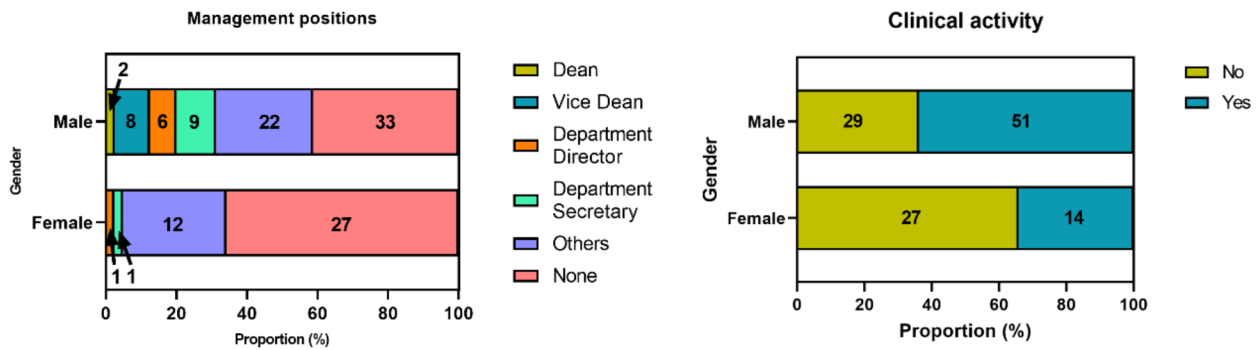 Management positions
Gender
Male
Female
2
8
6
9
22
33
1
1
12
27
0
20
40
60
80
100
Proportion (%)
Dean
Vice Dean
Department
Director
Department
Secretary
Others
None
Clinical activity
Gender
Male
Female
29
51
27
14
0
20
40
60
80
100
Proportion (%)
No
Yes